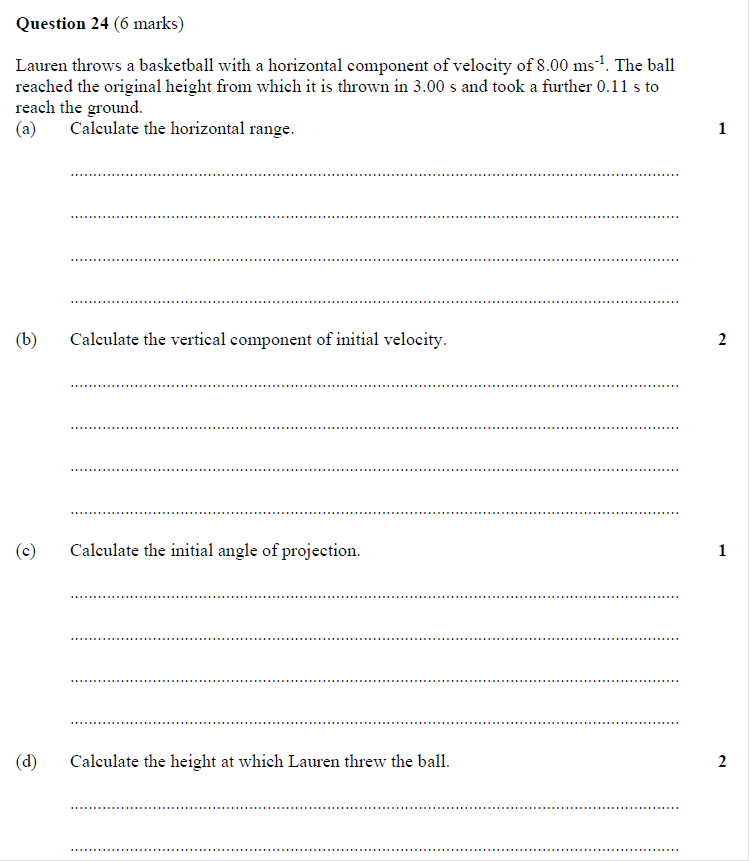 Question 24 (6 marks)
Lauren throws a basketball with a horizontal component of velocity of 8.00 ms⁻¹. The ball
reached the original height from which it is thrown in 3.00 s and took a further 0.11 s to
reach the ground.
(a) Calculate the horizontal range. 1
(b) Calculate the vertical component of initial velocity. 2
(c) Calculate the initial angle of projection. 1
(d) Calculate the height at which Lauren threw the ball. 2